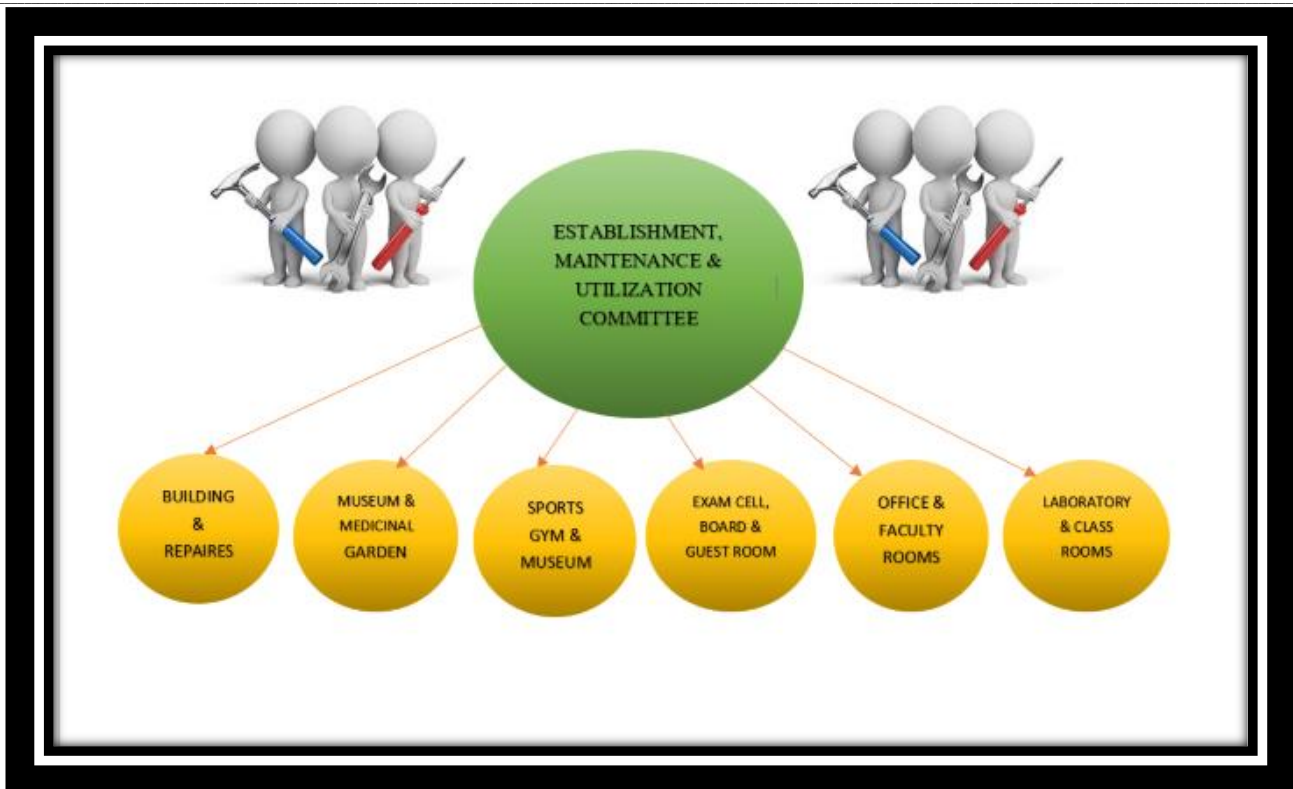 ESTABLISHMENT,
MAINTENANCE &
UTILIZATION
COMMITTEE
BUILDING
&
REPAIRES
MUSEUM &
MEDICINAL
GARDEN
SPORTS
GYM &
MUSEUM
EXAM CELL,
BOARD &
GUEST ROOM
OFFICE &
FACULTY
ROOMS
LABORATORY
& CLASS
ROOMS